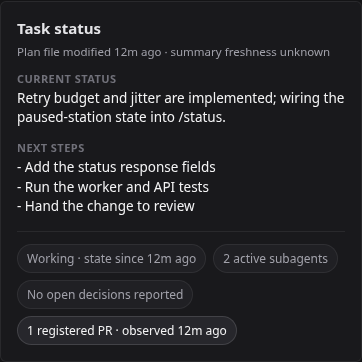 Task status
Plan file modified 12m ago · summary freshness unknown
CURRENT STATUS
Retry budget and jitter are implemented; wiring the
paused-station state into /status.
NEXT STEPS
- Add the status response fields
- Run the worker and API tests
- Hand the change to review
Working · state since 12m ago
2 active subagents
No open decisions reported
1 registered PR · observed 12m ago